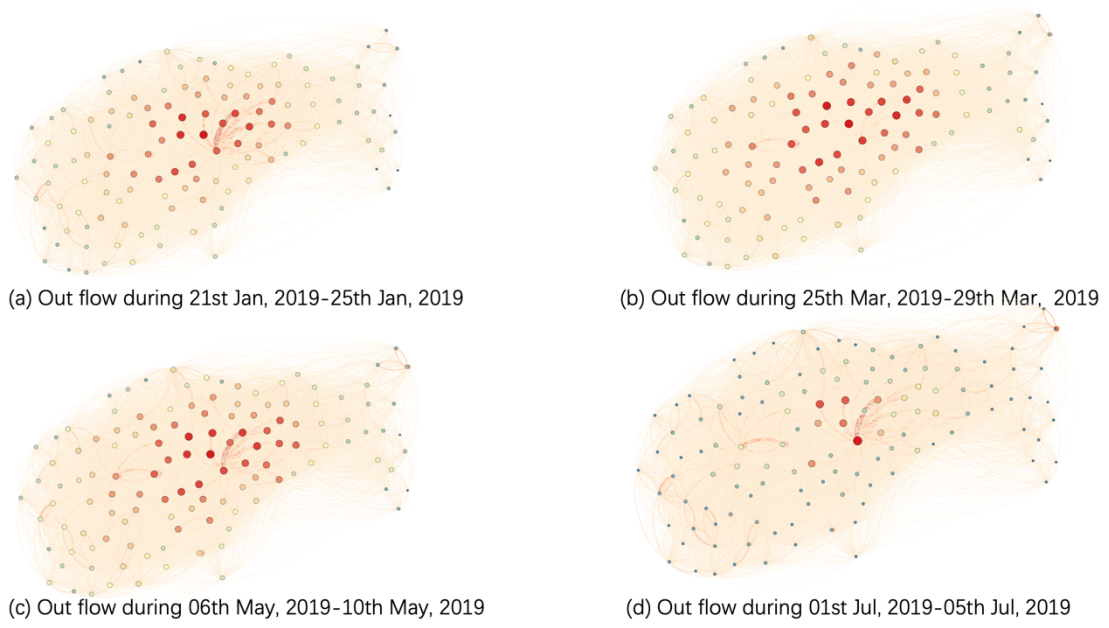 (a) Out flow during 21st Jan, 2019-25th Jan, 2019
(b) Out flow during 25th Mar, 2019-29th Mar, 2019
(c) Out flow during 06th May, 2019-10th May, 2019
(d) Out flow during 01st Jul, 2019-05th Jul, 2019